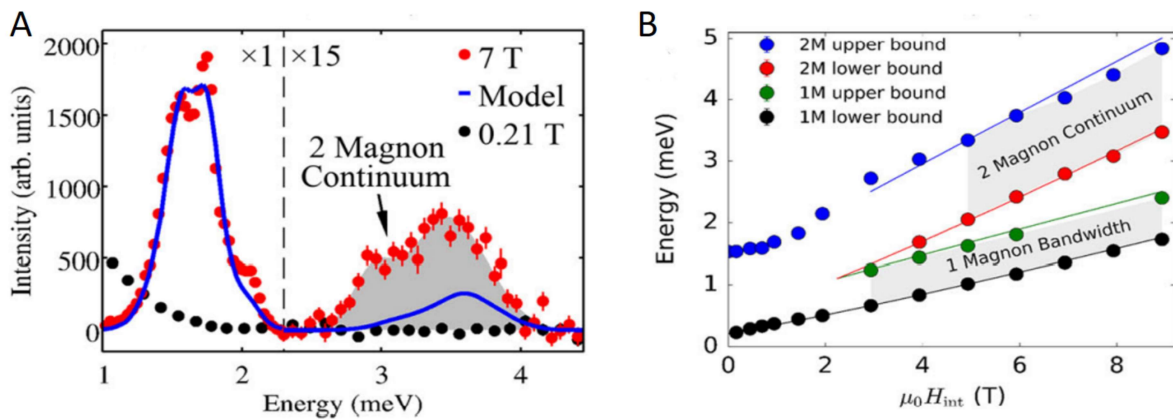 A
2000
1500
1000
500
0
Intensity (arb. units)
×1
×15
7 T
Model
0.21 T
2 Magnon
Continuum
1
2
3
4
Energy (meV)
B
5
4
3
2
1
0
Energy (meV)
2M upper bound
2M lower bound
1M upper bound
1M lower bound
2 Magnon Continuum
1 Magnon Bandwidth
0
2
4
6
8
μ₀H_int (T)